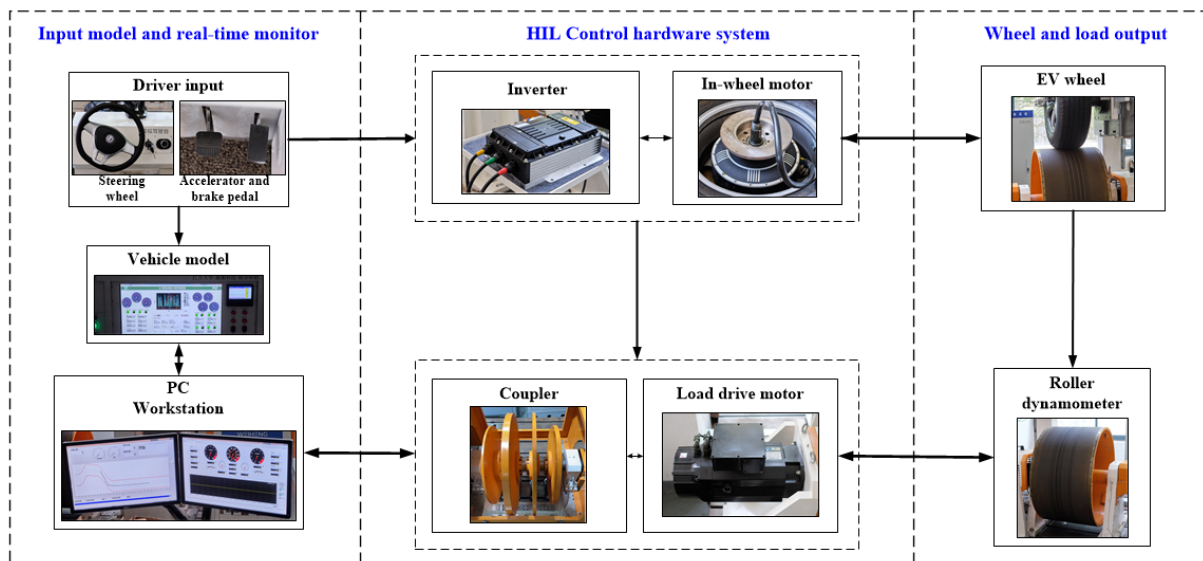 Input model and real-time monitor
Driver input
Steering
wheel
Accelerator and
brake pedal
Vehicle model
PC
Workstation
HIL Control hardware system
Inverter
In-wheel motor
Coupler
Load drive motor
Wheel and load output
EV wheel
Roller
dynamometer